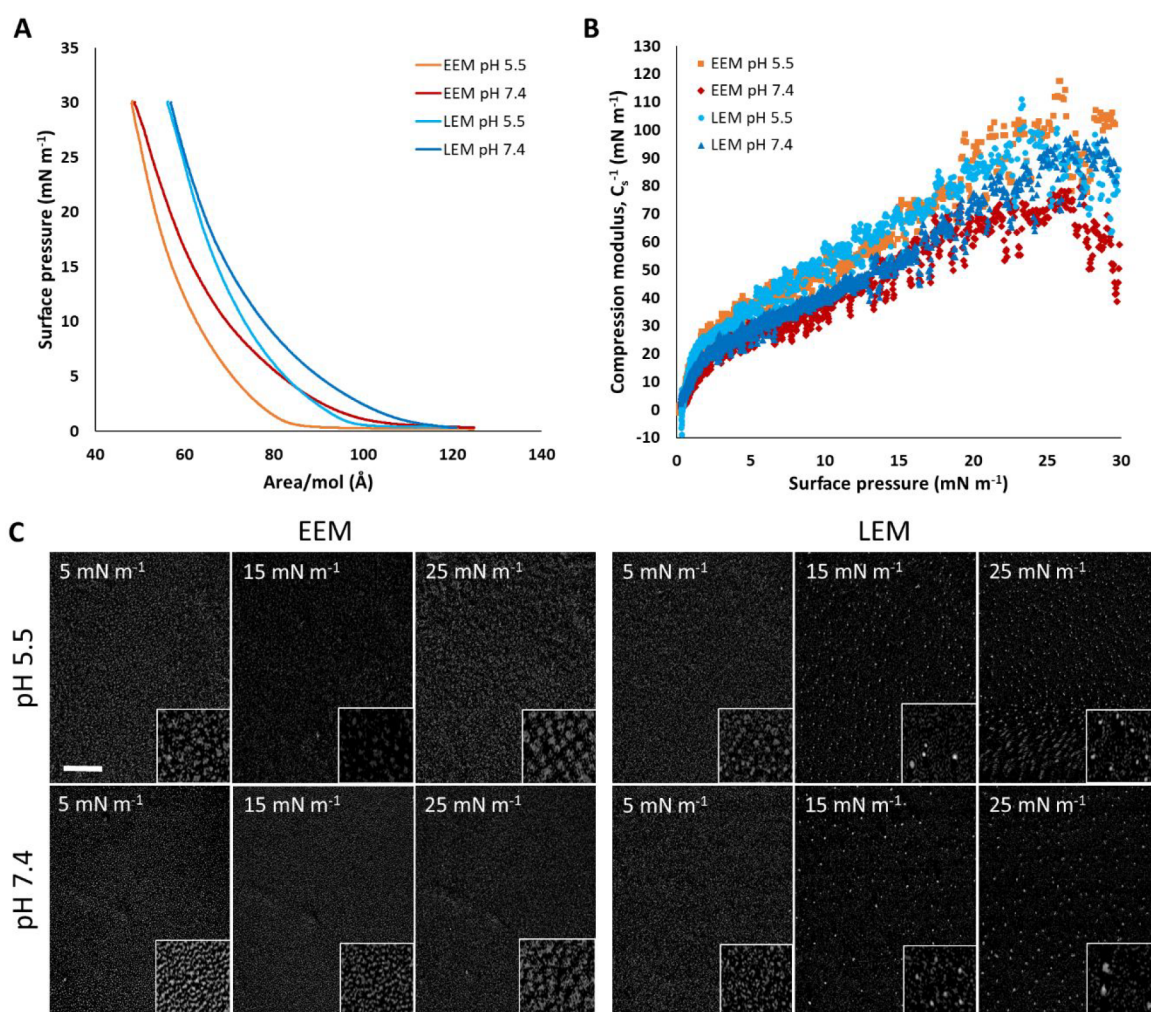 A
35
30
25
20
15
10
5
0
Surface pressure (mN m⁻¹)
40 60 80 100 120 140
Area/mol (Å)
EEM pH 5.5
EEM pH 7.4
LEM pH 5.5
LEM pH 7.4
B
130
120
110
100
90
80
70
60
50
40
30
20
10
0
-10
Compression modulus, Cₛ⁻¹ (mN m⁻¹)
0 5 10 15 20 25 30
Surface pressure (mN m⁻¹)
EEM pH 5.5
EEM pH 7.4
LEM pH 5.5
LEM pH 7.4
C
EEM LEM
pH 5.5
5 mN m⁻¹ 15 mN m⁻¹ 25 mN m⁻¹ 5 mN m⁻¹ 15 mN m⁻¹ 25 mN m⁻¹
pH 7.4
5 mN m⁻¹ 15 mN m⁻¹ 25 mN m⁻¹ 5 mN m⁻¹ 15 mN m⁻¹ 25 mN m⁻¹